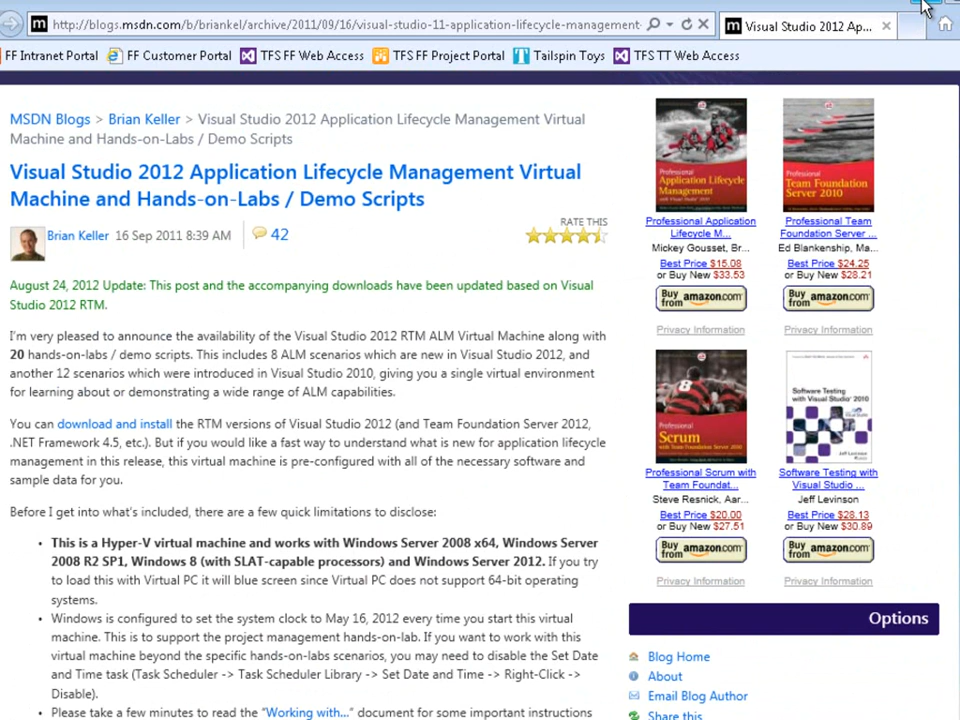 http://blogs.msdn.com/b/briankel/archive/2011/09/16/visual-studio-11-application-lifecycle-management-
Visual Studio 2012 Ap...
FF Intranet Portal
FF Customer Portal
TFS FF Web Access
TFS FF Project Portal
Tailspin Toys
TFS TT Web Access
MSDN Blogs > Brian Keller > Visual Studio 2012 Application Lifecycle Management Virtual
Machine and Hands-on-Labs / Demo Scripts
Visual Studio 2012 Application Lifecycle Management Virtual
Machine and Hands-on-Labs / Demo Scripts
Brian Keller 16 Sep 2011 8:39 AM
42
RATE THIS
August 24, 2012 Update: This post and the accompanying downloads have been updated based on Visual
Studio 2012 RTM.
I'm very pleased to announce the availability of the Visual Studio 2012 RTM ALM Virtual Machine along with
20 hands-on-labs / demo scripts. This includes 8 ALM scenarios which are new in Visual Studio 2012, and
another 12 scenarios which were introduced in Visual Studio 2010, giving you a single virtual environment
for learning about or demonstrating a wide range of ALM capabilities.
You can download and install the RTM versions of Visual Studio 2012 (and Team Foundation Server 2012,
.NET Framework 4.5, etc.). But if you would like a fast way to understand what is new for application lifecycle
management in this release, this virtual machine is pre-configured with all of the necessary software and
sample data for you.
Before I get into what's included, there are a few quick limitations to disclose:
• This is a Hyper-V virtual machine and works with Windows Server 2008 x64, Windows Server
2008 R2 SP1, Windows 8 (with SLAT-capable processors) and Windows Server 2012. If you try
to load this with Virtual PC it will blue screen since Virtual PC does not support 64-bit operating
systems.
• Windows is configured to set the system clock to May 16, 2012 every time you start this virtual
machine. This is to support the project management hands-on-lab. If you want to work with this
virtual machine beyond the specific hands-on-labs scenarios, you may need to disable the Set Date
and Time task (Task Scheduler -> Task Scheduler Library -> Set Date and Time -> Right-Click ->
Disable).
• Please take a few minutes to read the "Working with..." document for some important instructions
Professional
Application Lifecycle
Management
Professional Application
Lifecycle M...
Mickey Gousset, Br...
Best Price $15.08
or Buy New $33.53
Buy from amazon.com
Privacy Information
Professional
Team Foundation
Server 2010
Professional Team
Foundation Server ...
Ed Blankenship, Ma...
Best Price $24.25
or Buy New $28.21
Buy from amazon.com
Privacy Information
8
Professional
Scrum
Professional Scrum with
Team Foundat...
Steve Resnick, Aar...
Best Price $20.00
or Buy New $27.51
Buy from amazon.com
Privacy Information
Software Testing
with Visual Studio 2010
Jeff Levinson
Software Testing with
Visual Studio ...
Jeff Levinson
Best Price $28.13
or Buy New $30.89
Buy from amazon.com
Privacy Information
Options
Blog Home
About
Email Blog Author
Share this